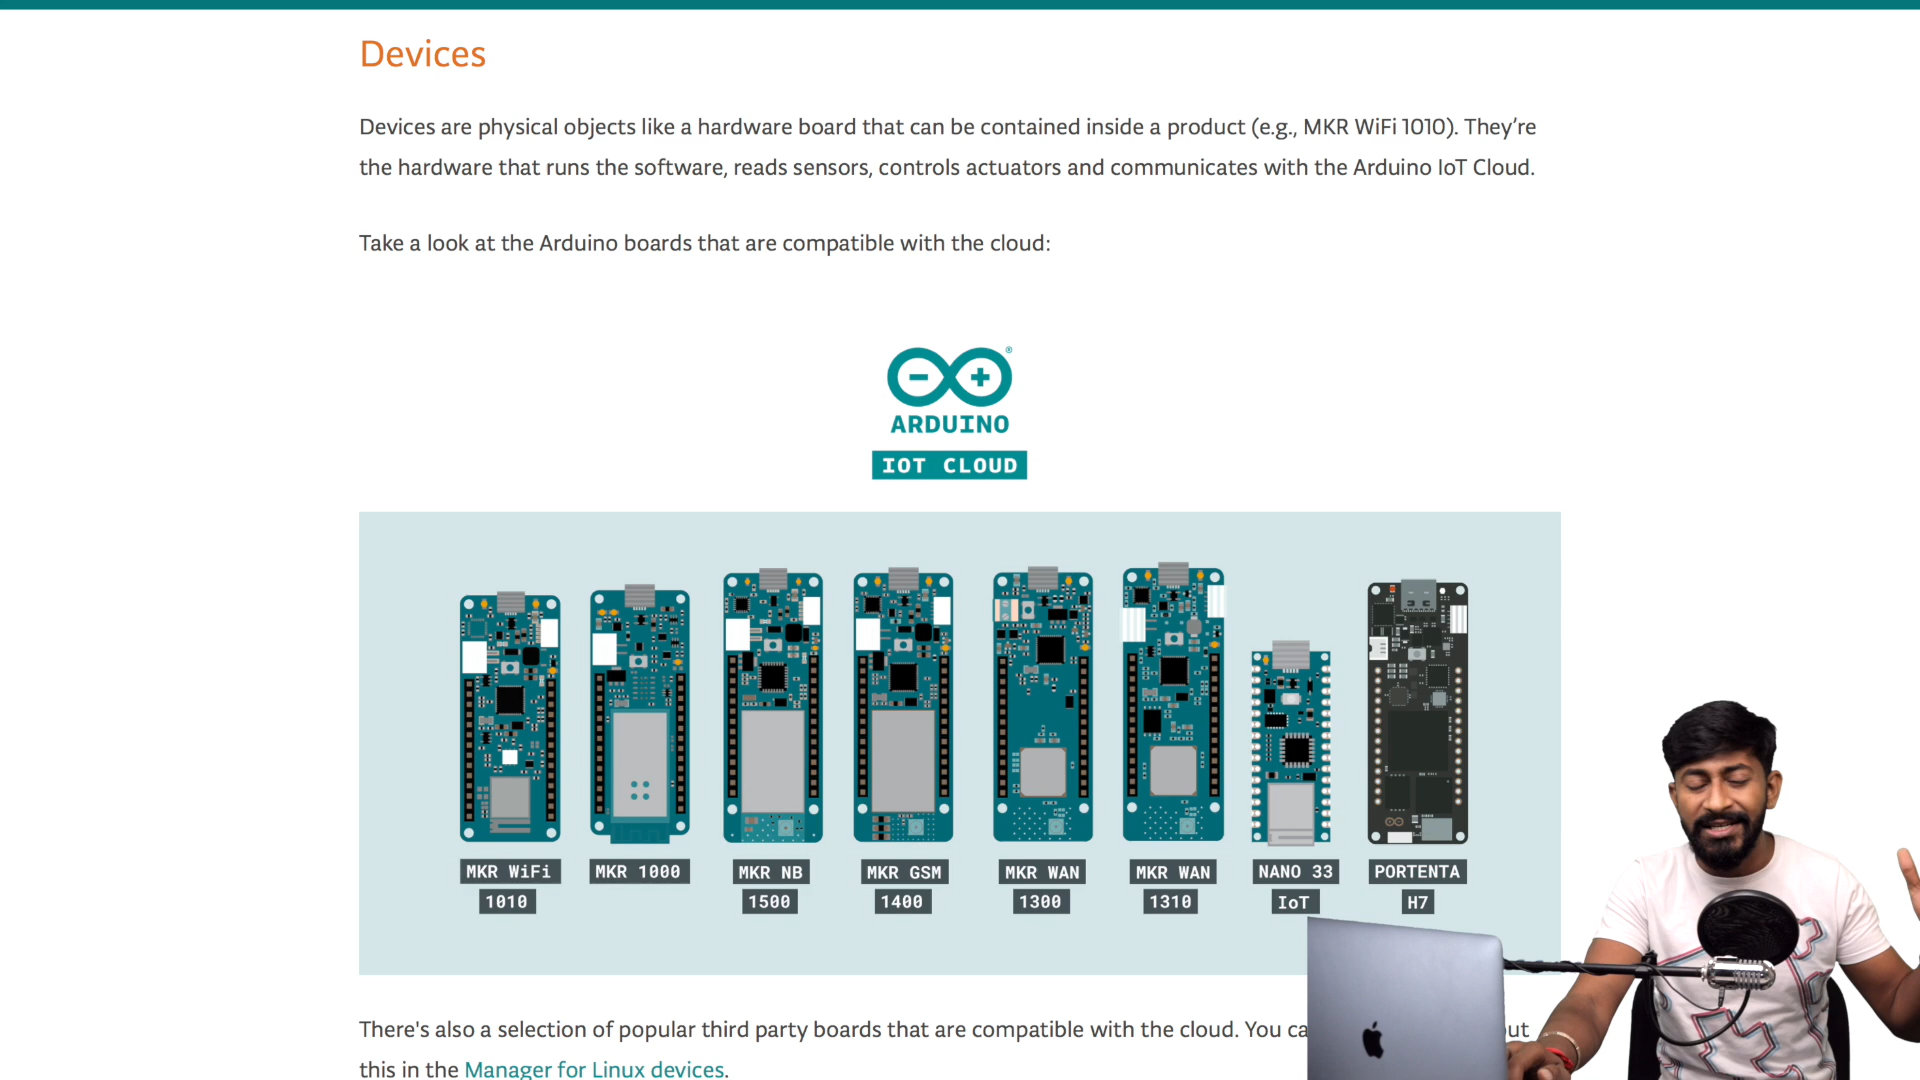 Devices
Devices are physical objects like a hardware board that can be contained inside a product (e.g., MKR WiFi 1010). They’re
the hardware that runs the software, reads sensors, controls actuators and communicates with the Arduino IoT Cloud.
Take a look at the Arduino boards that are compatible with the cloud:
ARDUINO
IOT CLOUD
MKR WiFi
1010
MKR 1000
MKR NB
1500
MKR GSM
1400
MKR WAN
1300
MKR WAN
1310
NANO 33
IoT
PORTENTA
H7
There's also a selection of popular third party boards that are compatible with the cloud. You
this in the Manager for Linux devices.